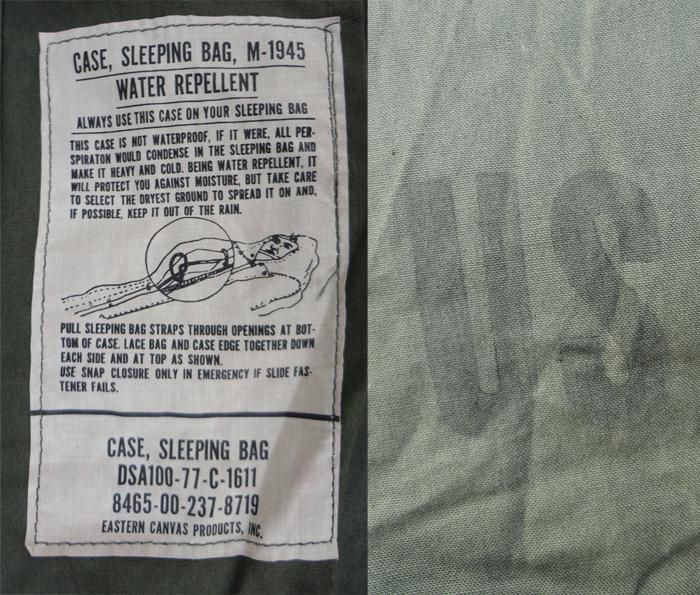 CASE, SLEEPING BAG, M-1945
WATER REPELLENT
ALWAYS USE THIS CASE ON YOUR SLEEPING BAG
THIS CASE IS NOT WATERPROOF, IF IT WERE, ALL PER-
SPIRATON WOULD CONDENSE IN THE SLEEPING BAG AND
MAKE IT HEAVY AND COLD. BEING WATER REPELLENT, IT
WILL PROTECT YOU AGAINST MOISTURE, BUT TAKE CARE
TO SELECT THE DRYEST GROUND TO SPREAD IT ON AND,
IF POSSIBLE, KEEP IT OUT OF THE RAIN.
PULL SLEEPING BAG STRAPS THROUGH OPENINGS AT BOT-
TOM OF CASE. LACE BAG AND CASE EDGE TOGETHER DOWN
EACH SIDE AND AT TOP AS SHOWN.
USE SNAP CLOSURE ONLY IN EMERGENCY IF SLIDE FAS-
TENER FAILS.
CASE, SLEEPING BAG
DSA100-77-C-1611
8465-00-237-8719
EASTERN CANVAS PRODUCTS, INC.
US